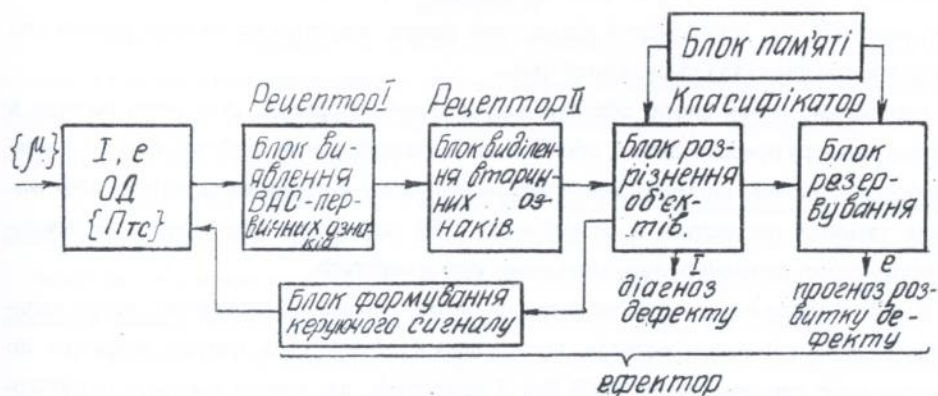 Блок пам'яті
Рецептор I
Рецептор II
Класифікатор
{μ}
I, e
ОД
{Птс}
Блок ви-
явлення
ВАС-пер-
винних озна-
ків
Блок виділен-
ня вторин-
них оз-
наків.
Блок роз-
різнення
об'єк-
тів.
Блок
резер-
вування
Блок формування
керуючого сигналу
I
діагноз
дефекту
e
прогноз роз-
витку де-
фекту
ефектор